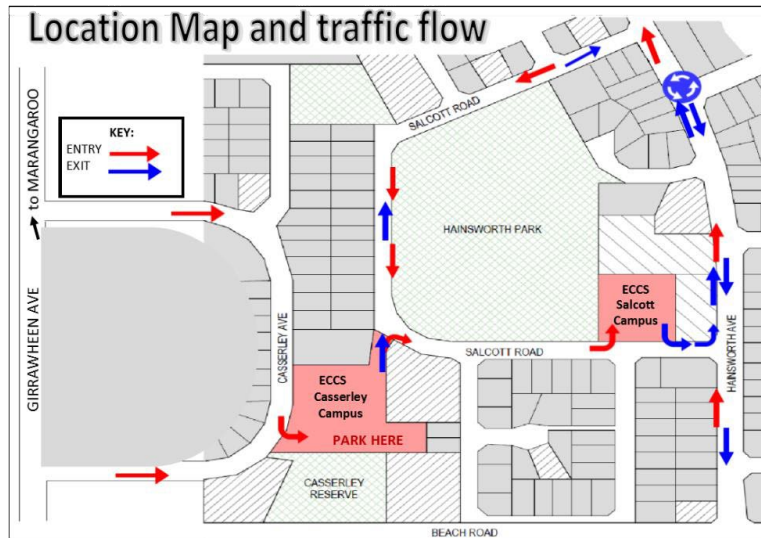 Location Map and traffic flow
KEY:
ENTRY
EXIT
to MARANGAROO
GIRRAWHEEN AVE
CASSERLEY AVE
SALCOTT ROAD
HAINSWORTH PARK
ECCS
Salcott
Campus
SALCOTT ROAD
HAINSWORTH AVE
ECCS
Casserley
Campus
PARK HERE
CASSERLEY
RESERVE
BEACH ROAD